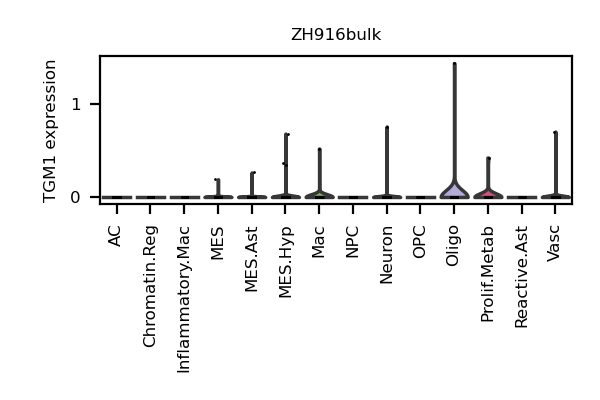 ZH916bulk
TGM1 expression
1
0
AC
Chromatin.Reg
Inflammatory.Mac
MES
MES.Ast
MES.Hyp
Mac
NPC
Neuron
OPC
Oligo
Prolif.Metab
Reactive.Ast
Vasc